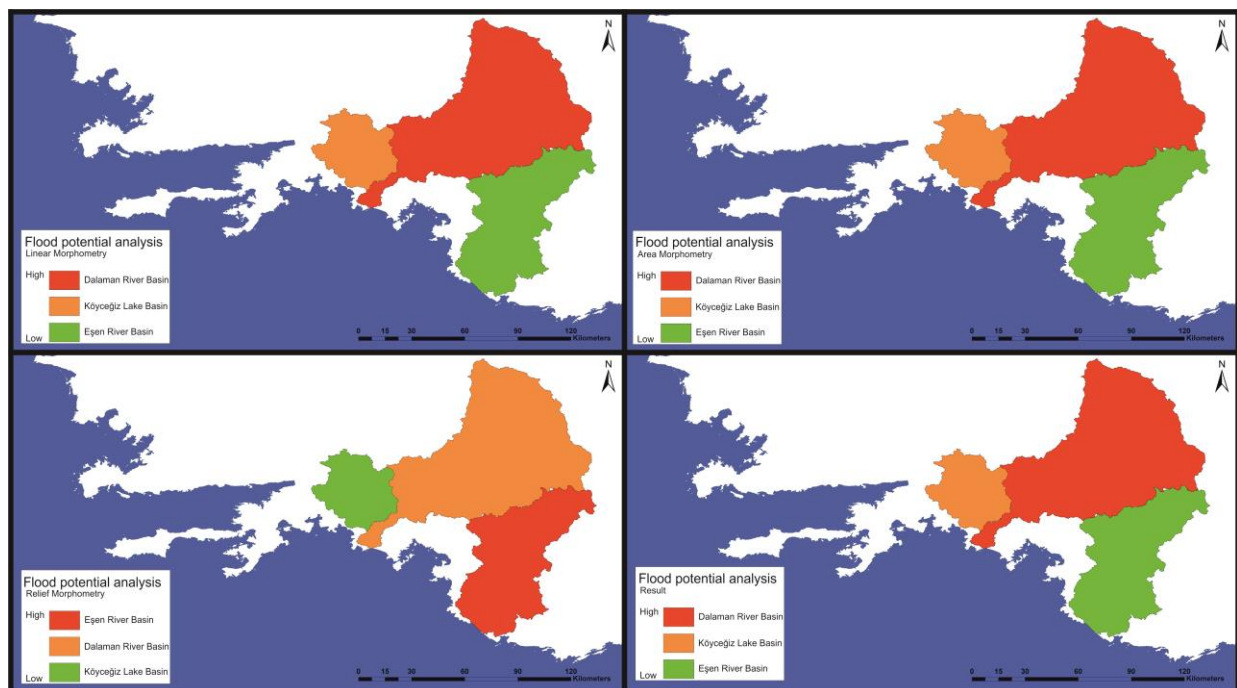 N
Flood potential analysis
Linear Morphometry
High
Dalaman River Basin
Köyceğiz Lake Basin
Eşen River Basin
Low
0 15 30 60 90 120
Kilometers
N
Flood potential analysis
Area Morphometry
High
Dalaman River Basin
Köyceğiz Lake Basin
Eşen River Basin
Low
0 15 30 60 90 120
Kilometers
N
Flood potential analysis
Relief Morphometry
High
Eşen River Basin
Dalaman River Basin
Köyceğiz Lake Basin
Low
0 15 30 60 90 120
Kilometers
N
Flood potential analysis
Result
High
Dalaman River Basin
Köyceğiz Lake Basin
Eşen River Basin
Low
0 15 30 60 90 120
Kilometers